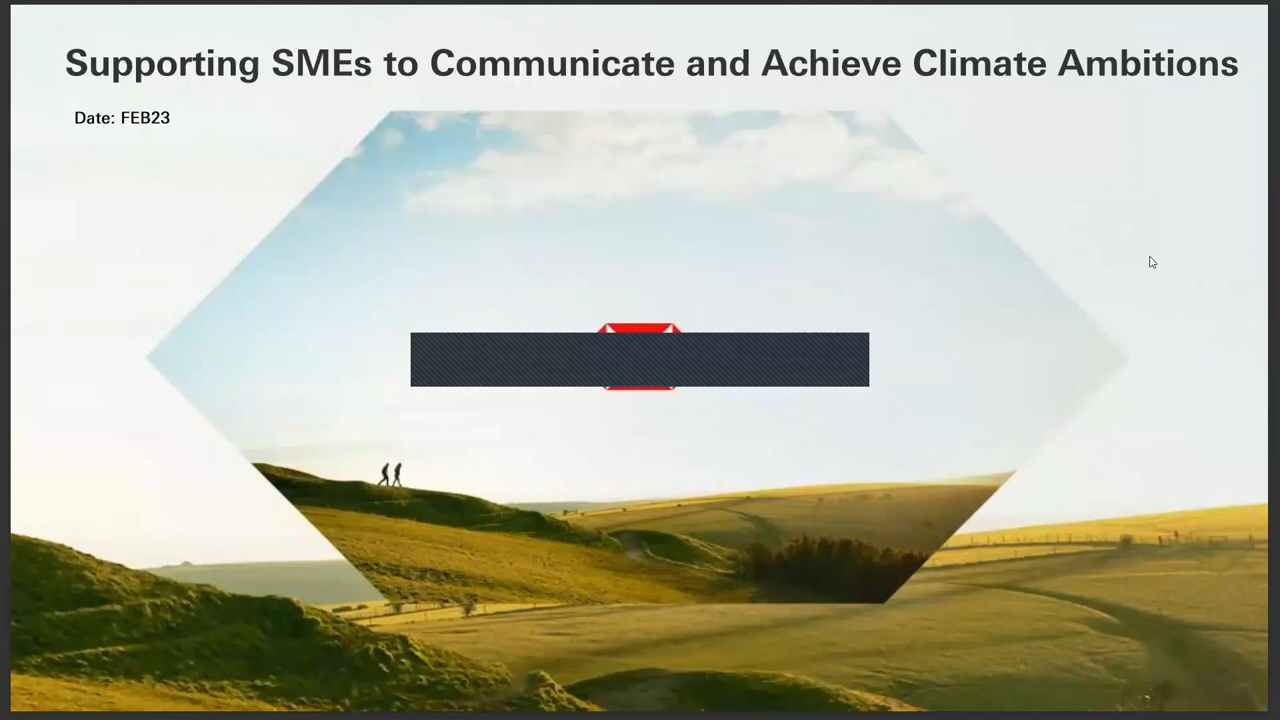 Supporting SMEs to Communicate and Achieve Climate Ambitions
Date: FEB23